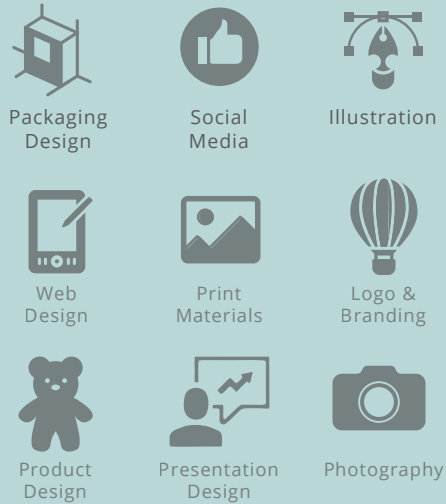 Packaging
Design
Social
Media
Illustration
Web
Design
Print
Materials
Logo &
Branding
Product
Design
Presentation
Design
Photography